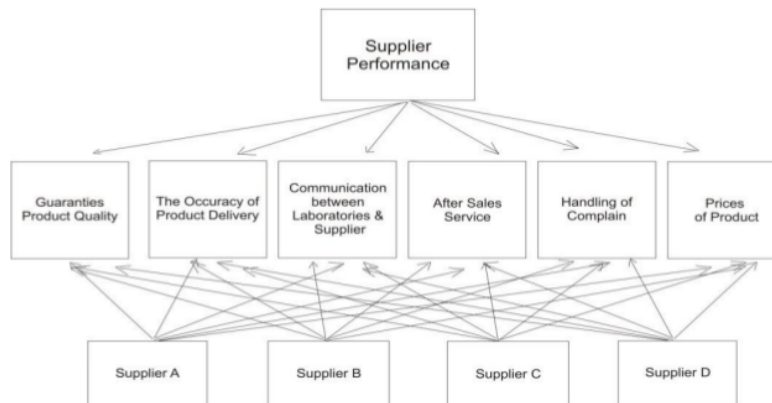 Supplier
Performance
Guaranties
Product Quality
The Occuracy of
Product Delivery
Communication
between
Laboratories &
Supplier
After Sales
Service
Handling of
Complain
Prices
of Product
Supplier A
Supplier B
Supplier C
Supplier D